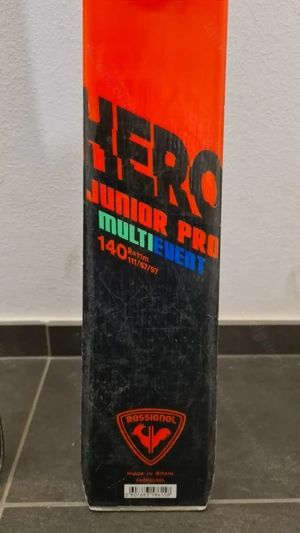 HERO
JUNIOR PRO
MULTIEVENT
140 R=11m
111/67/97
ROSSIGNOL
MADE IN SPAIN